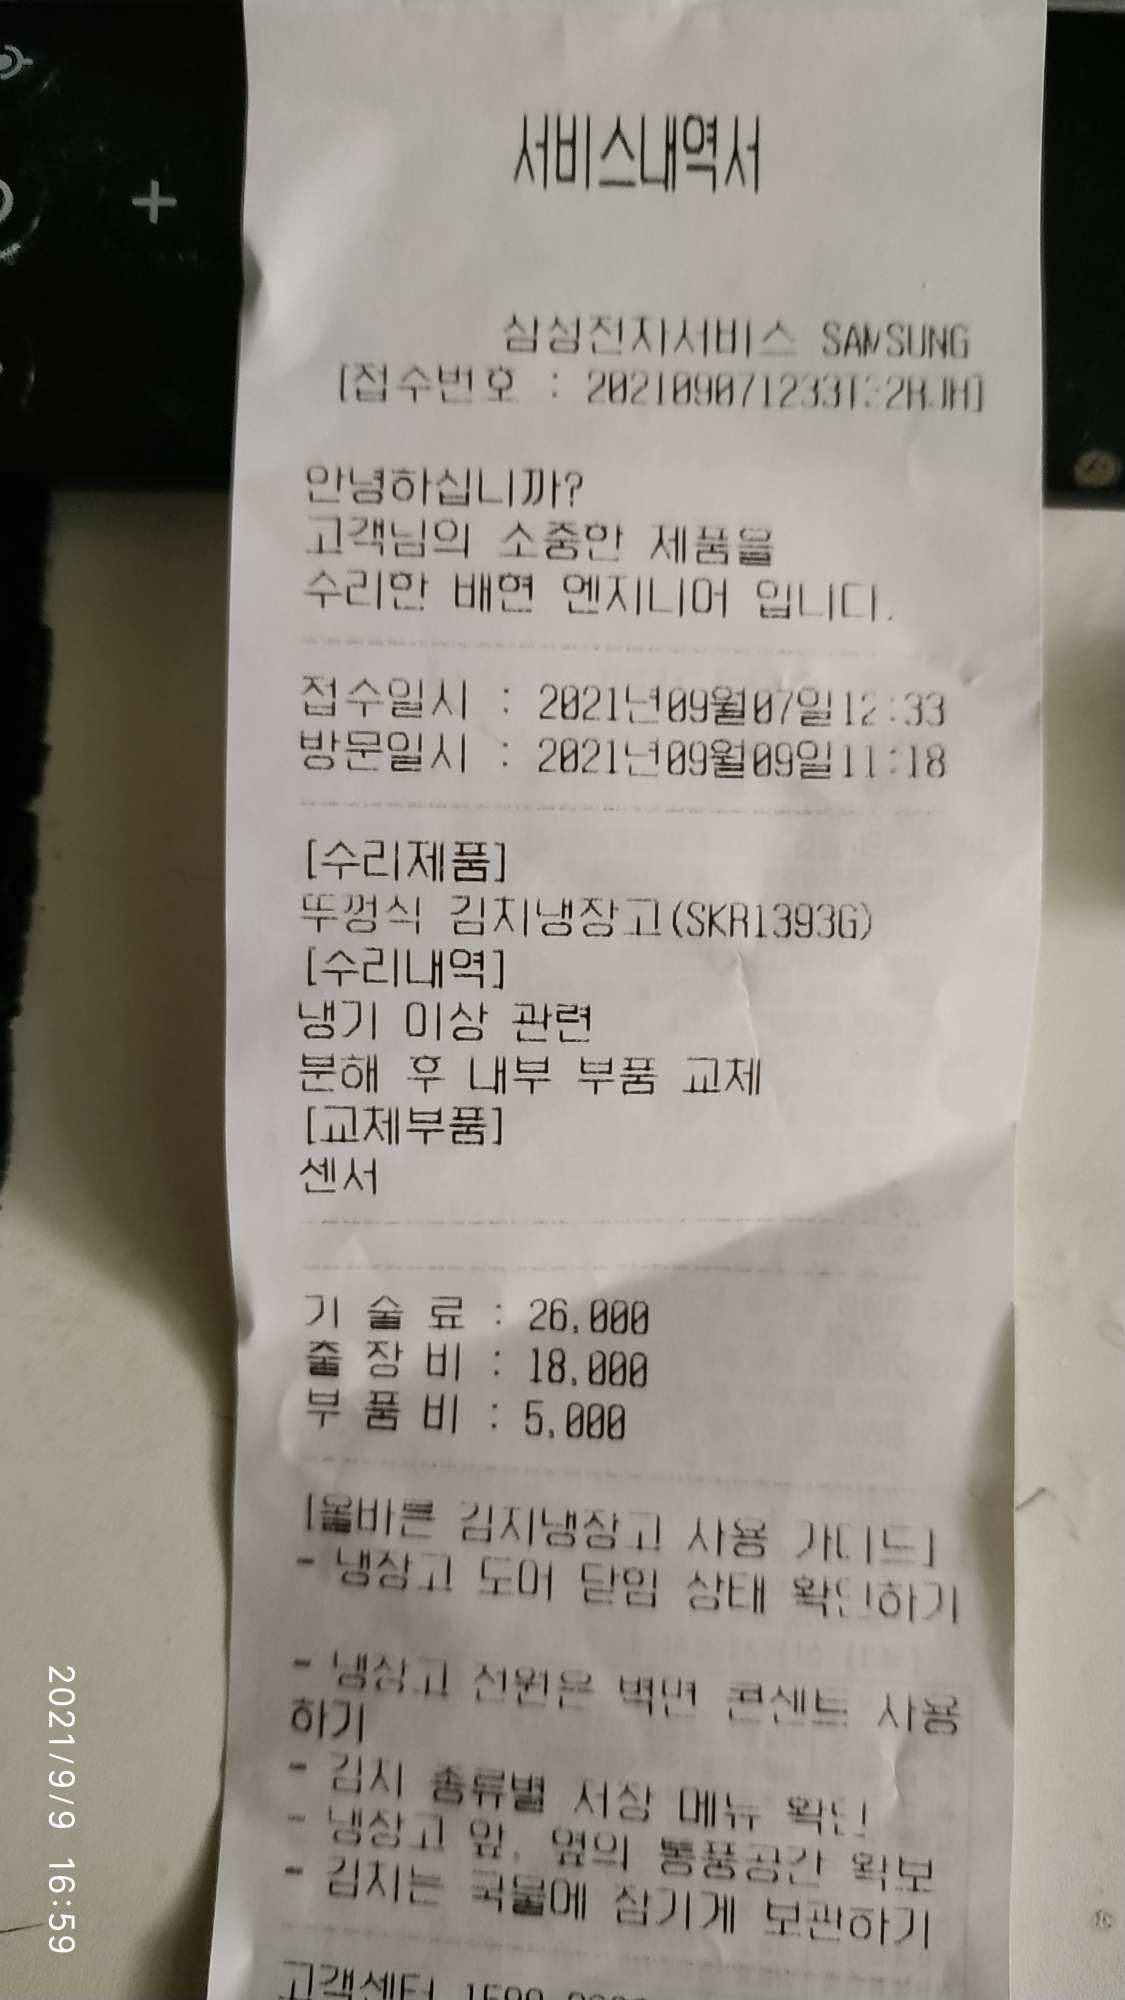 서비스내역서
삼성전자서비스 SAMSUNG
[접수번호 :
안녕하십니까?
고객님의 소중한 제품을
수리한 배현 엔지니어 입니다.
접수일시 : 2021년09월07일12:33
방문일시 : 2021년09월09일11:18
[수리제품]
뚜껑식 김치냉장고(SKR1393G)
[수리내역]
냉기 이상 관련
분해 후 내부 부품 교체
[교체부품]
센서
기 술 료 : 26,000
출 장 비 : 18,000
부 품 비 : 5,000
[올바른 김치냉장고 사용 가이드]
- 냉장고 도어 닫힘 상태 확인하기
- 냉장고 전원은 벽면 콘센트 사용
하기
- 김치 종류별 저장 메뉴 확인
- 냉장고 앞, 옆의 통풍공간 확보
- 김치는 국물에 잠기게 보관하기
고객센터
2021/9/9 16:59